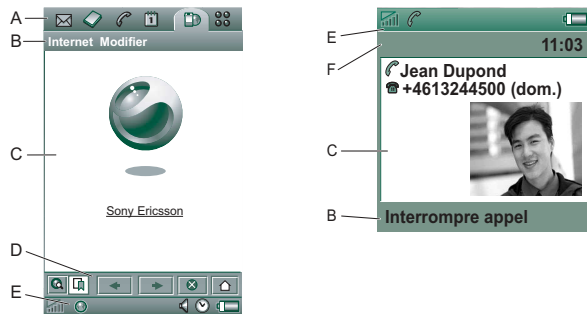 A
B
Internet Modifier
C
Sony Ericsson
D
E
E
F
11:03
Jean Dupond
+4613244500 (dom.)
C
B
Interrompre appel